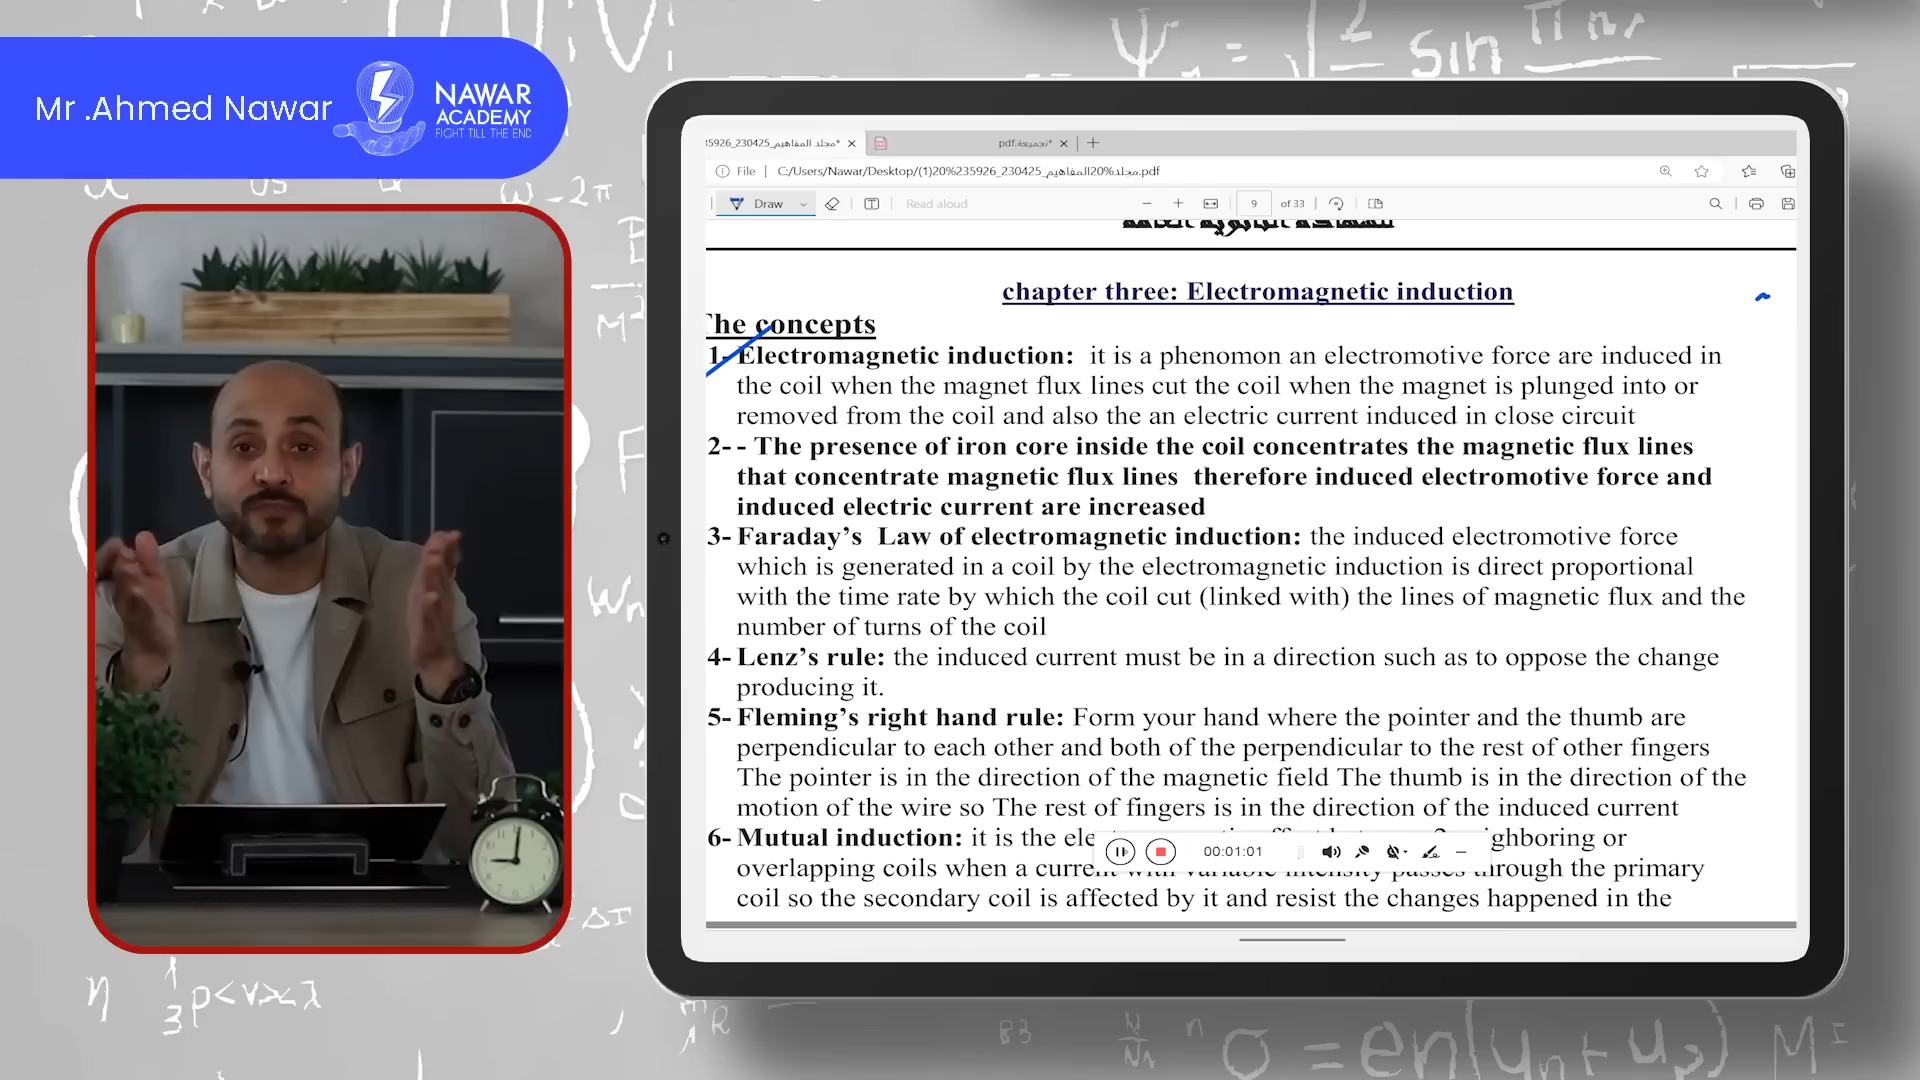 Mr .Ahmed Nawar
NAWAR
ACADEMY
FIGHT TILL THE END
35926_230425_مجلد المفاهيم*
تجميعة.pdf*
File
C:/Users/Nawar/Desktop/(1)20%235926_230425_مجلد%20المفاهيم.pdf
Draw
Read aloud
9
of 33
chapter three: Electromagnetic induction
The concepts
1- Electromagnetic induction: it is a phenomon an electromotive force are induced in
the coil when the magnet flux lines cut the coil when the magnet is plunged into or
removed from the coil and also the an electric current induced in close circuit
2- - The presence of iron core inside the coil concentrates the magnetic flux lines
that concentrate magnetic flux lines therefore induced electromotive force and
induced electric current are increased
3- Faraday’s Law of electromagnetic induction: the induced electromotive force
which is generated in a coil by the electromagnetic induction is direct proportional
with the time rate by which the coil cut (linked with) the lines of magnetic flux and the
number of turns of the coil
4- Lenz’s rule: the induced current must be in a direction such as to oppose the change
producing it.
5- Fleming’s right hand rule: Form your hand where the pointer and the thumb are
perpendicular to each other and both of the perpendicular to the rest of other fingers
The pointer is in the direction of the magnetic field The thumb is in the direction of the
motion of the wire so The rest of fingers is in the direction of the induced current
6- Mutual induction: it is the ighboring or
overlapping coils when a current with variable intensity passes through the primary
coil so the secondary coil is affected by it and resist the changes happened in the
00:01:01